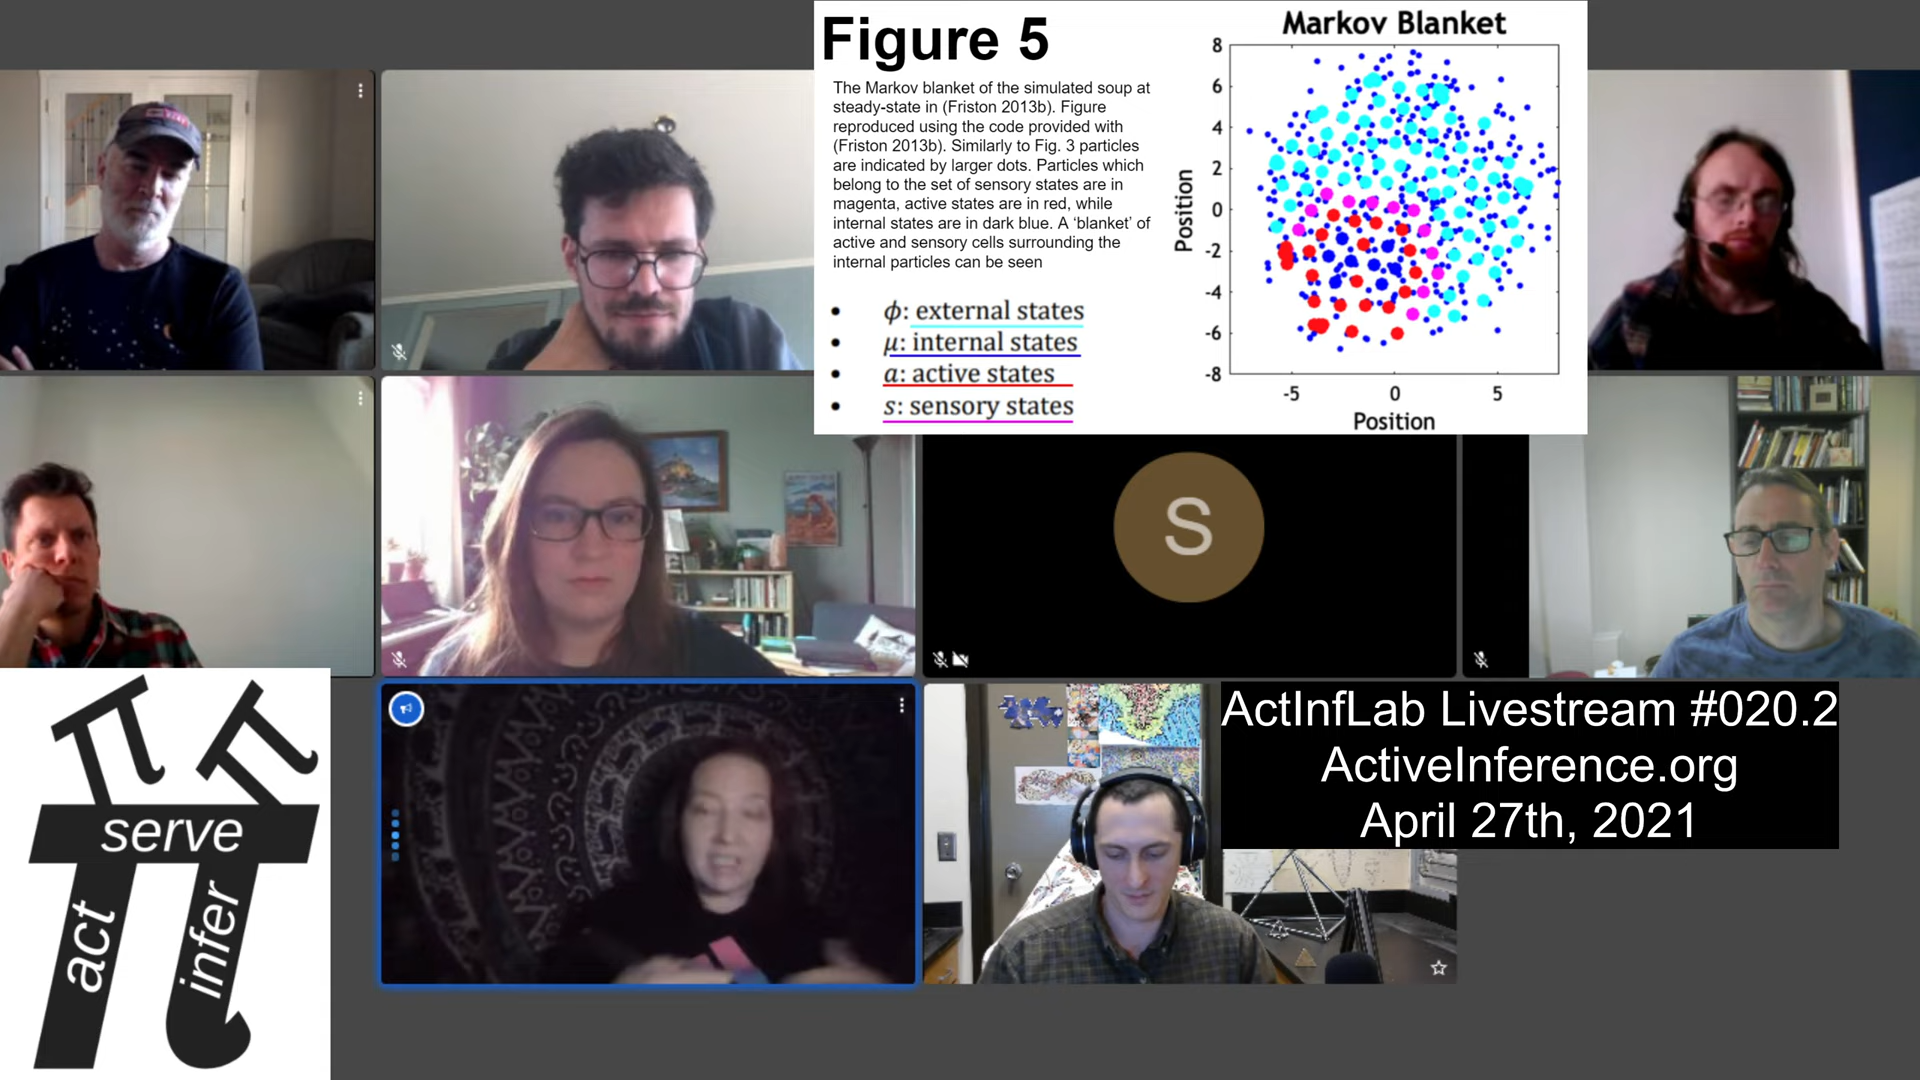 Figure 5
The Markov blanket of the simulated soup at
steady-state in (Friston 2013b). Figure
reproduced using the code provided with
(Friston 2013b). Similarly to Fig. 3 particles
are indicated by larger dots. Particles which
belong to the set of sensory states are in
magenta, active states are in red, while
internal states are in dark blue. A ‘blanket’ of
active and sensory cells surrounding the
internal particles can be seen
• ϕ: external states
• μ: internal states
• a: active states
• s: sensory states
Markov Blanket
Position
8
6
4
2
0
-2
-4
-6
-8
-5 0 5
Position
S
ActInfLab Livestream #020.2
ActiveInference.org
April 27th, 2021
serve
act
infer